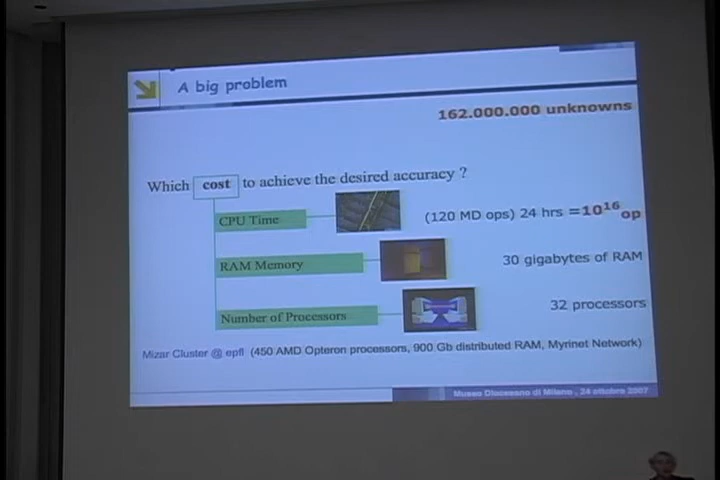 A big problem
162.000.000 unknowns
Which cost to achieve the desired accuracy ?
CPU Time (120 MD ops) 24 hrs =10¹⁶ op
RAM Memory 30 gigabytes of RAM
Number of Processors 32 processors
Mizar Cluster @ epfl (450 AMD Opteron processors, 900 Gb distributed RAM, Myrinet Network)
Museo Diocesano di Milano , 24 ottobre 2007